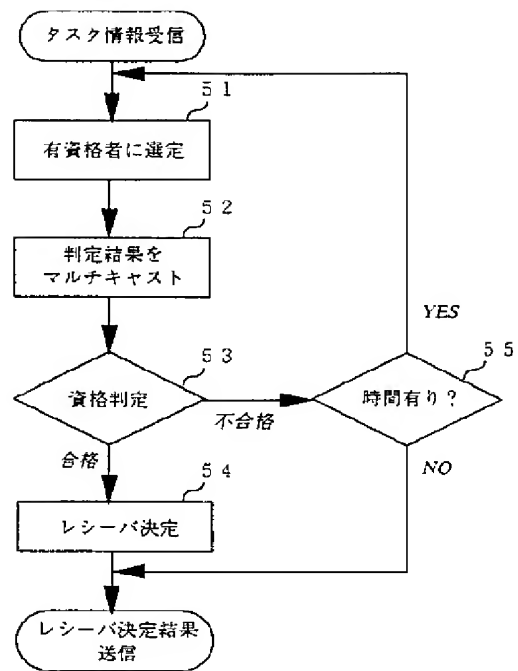 タスク情報受信
51
有資格者に選定
52
判定結果を
マルチキャスト
YES
53
55
資格判定
時間有り?
不合格
合格
NO
54
レシーバ決定
レシーバ決定結果
送信